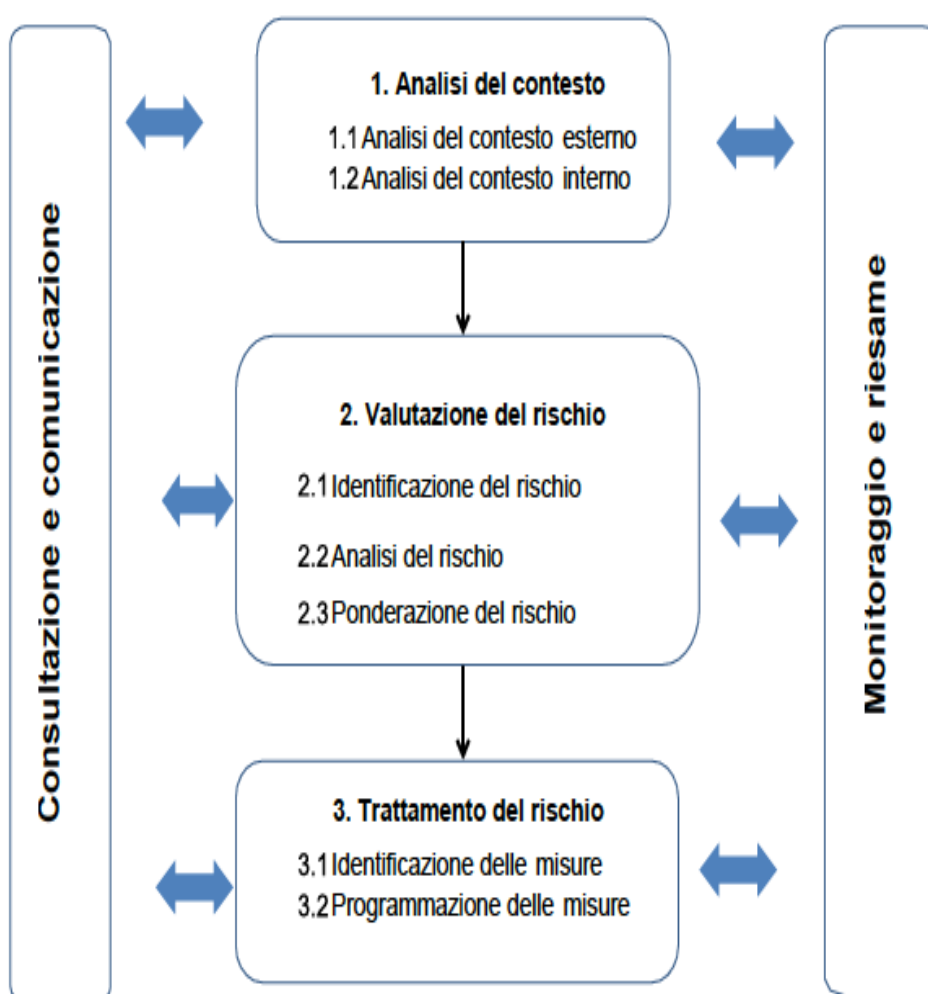 Consultazione e comunicazione
1. Analisi del contesto
1.1 Analisi del contesto esterno
1.2 Analisi del contesto interno
2. Valutazione del rischio
2.1 Identificazione del rischio
2.2 Analisi del rischio
2.3 Ponderazione del rischio
3. Trattamento del rischio
3.1 Identificazione delle misure
3.2 Programmazione delle misure
Monitoraggio e riesame